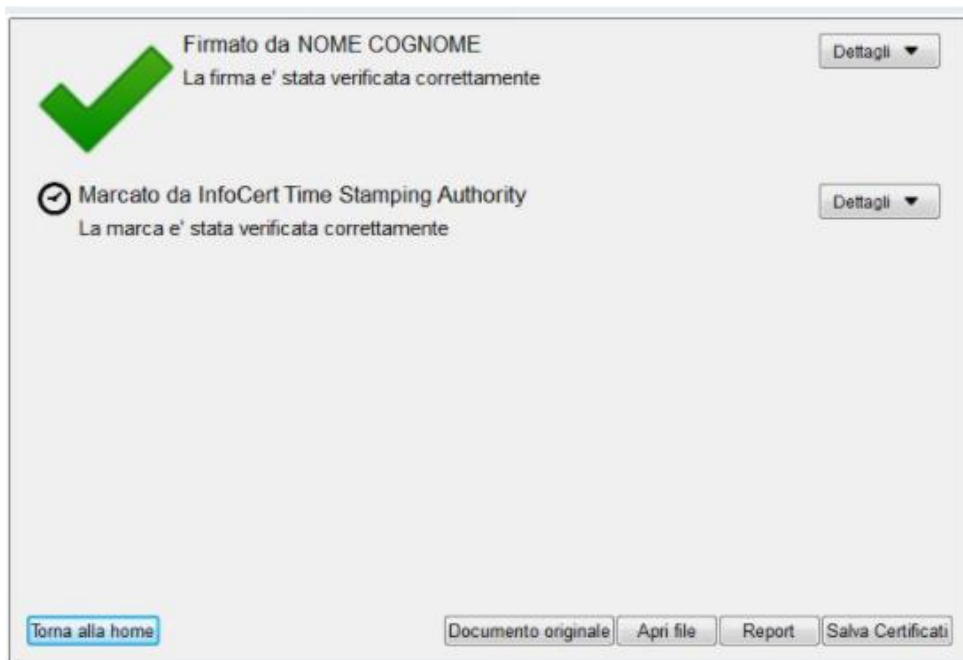 Firmato da NOME COGNOME
Dettagli
La firma e' stata verificata correttamente
Marcato da InfoCert Time Stamping Authority
Dettagli
La marca e' stata verificata correttamente
Torna alla home
Documento originale
Apri file
Report
Salva Certificati